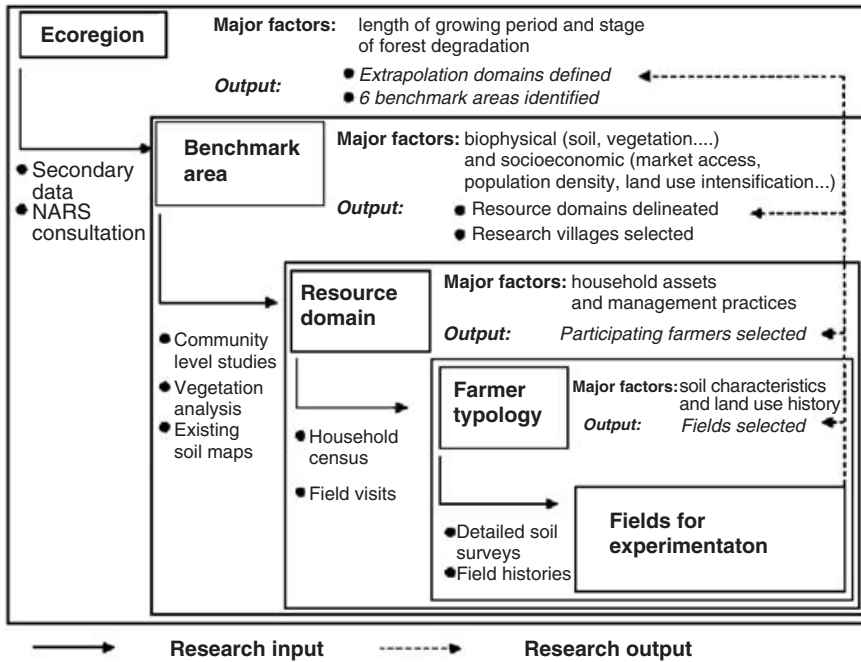 Ecoregion
Major factors: length of growing period and stage
of forest degradation
Output: ● Extrapolation domains defined
● 6 benchmark areas identified
● Secondary
data
● NARS
consultation
Benchmark
area
Major factors: biophysical (soil, vegetation....)
and socioeconomic (market access,
population density, land use intensification...)
Output: ● Resource domains delineated
● Research villages selected
● Community
level studies
● Vegetation
analysis
● Existing
soil maps
Resource
domain
Major factors: household assets
and management practices
Output: Participating farmers selected
● Household
census
● Field visits
Farmer
typology
Major factors: soil characteristics
and land use history
Output: Fields selected
● Detailed soil
surveys
● Field histories
Fields for
experimentaton
Research input
Research output